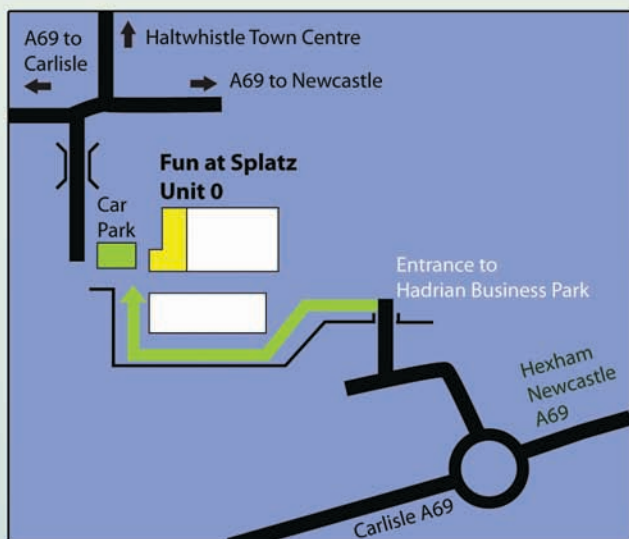 A69 to
Carlisle
Haltwhistle Town Centre
A69 to Newcastle
Fun at Splatz
Unit 0
Car
Park
Entrance to
Hadrian Business Park
Hexham
Newcastle
A69
Carlisle A69